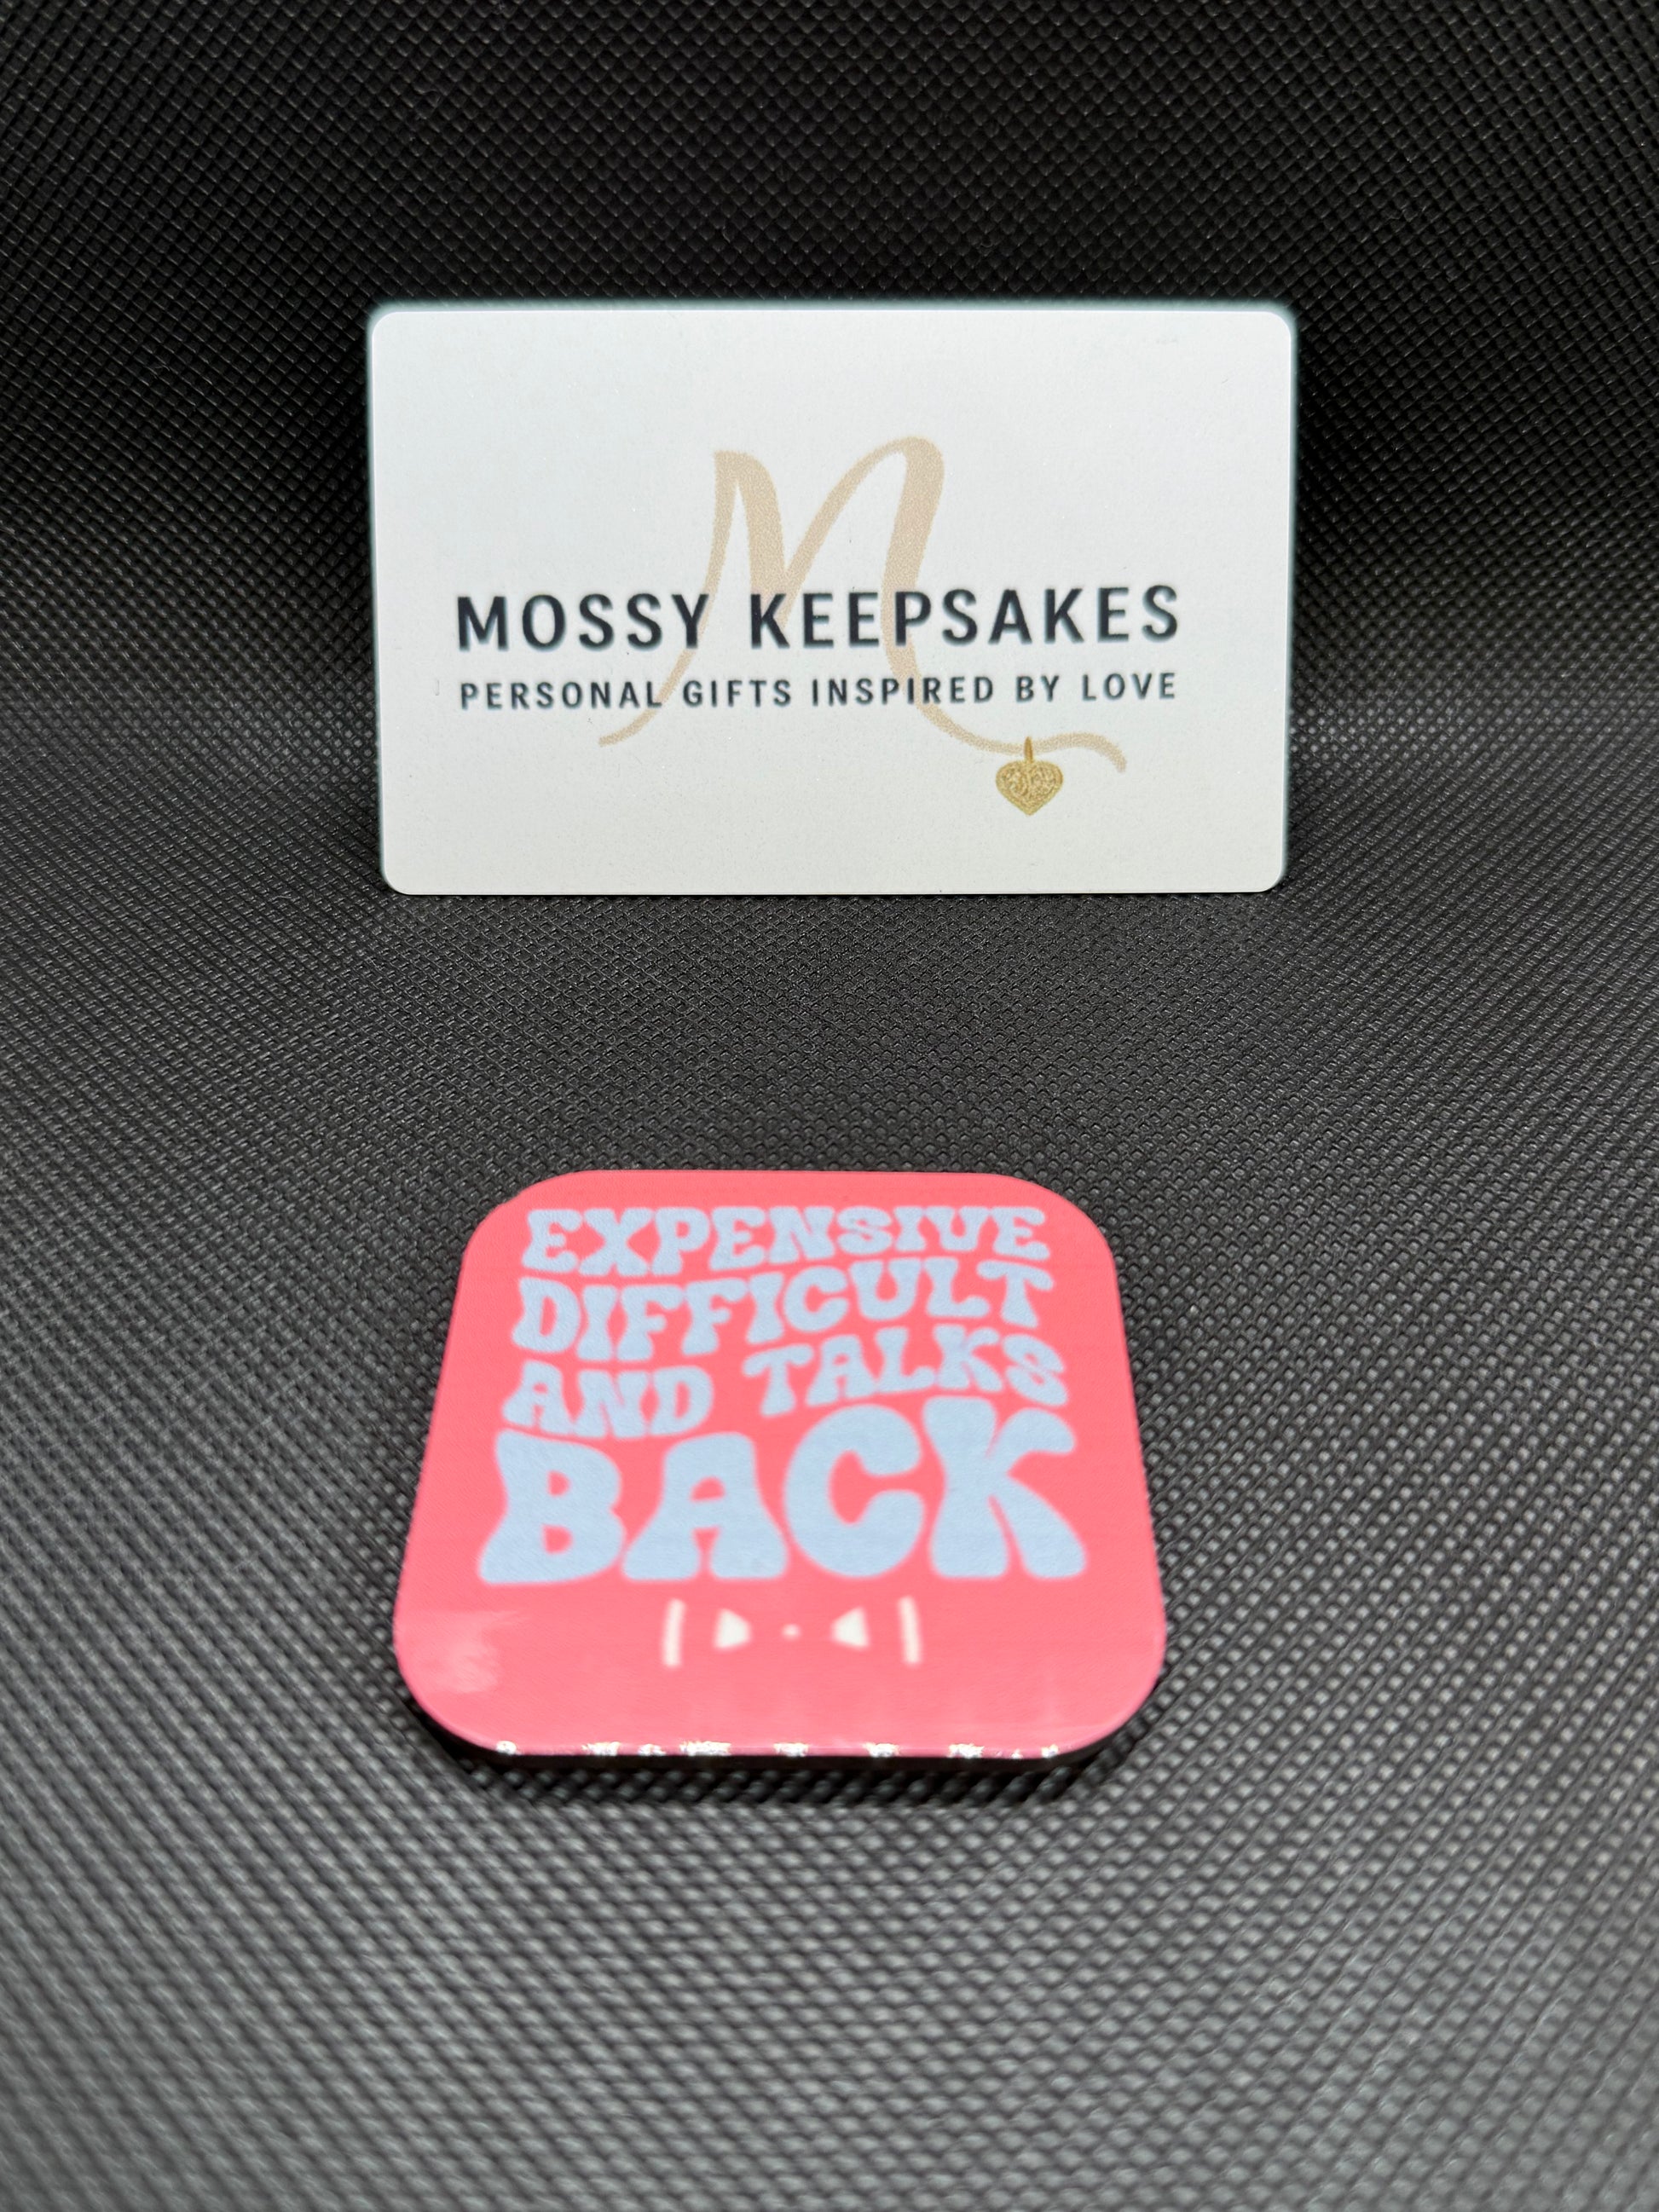 M
MOSSY KEEPSAKES
PERSONAL GIFTS INSPIRED BY LOVE
EXPENSIVE
DIFFICULT
AND TALKS
BACK